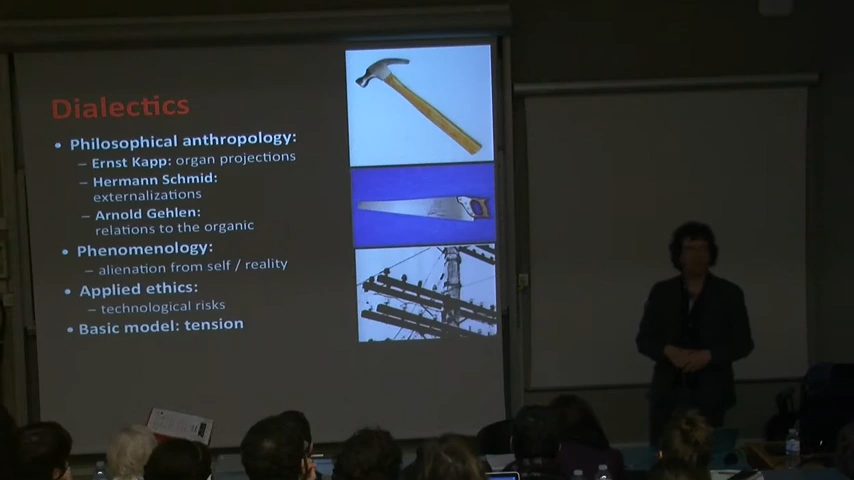 Dialectics
• Philosophical anthropology:
– Ernst Kapp: organ projections
– Hermann Schmid:
externalizations
– Arnold Gehlen:
relations to the organic
• Phenomenology:
– alienation from self / reality
• Applied ethics:
– technological risks
• Basic model: tension